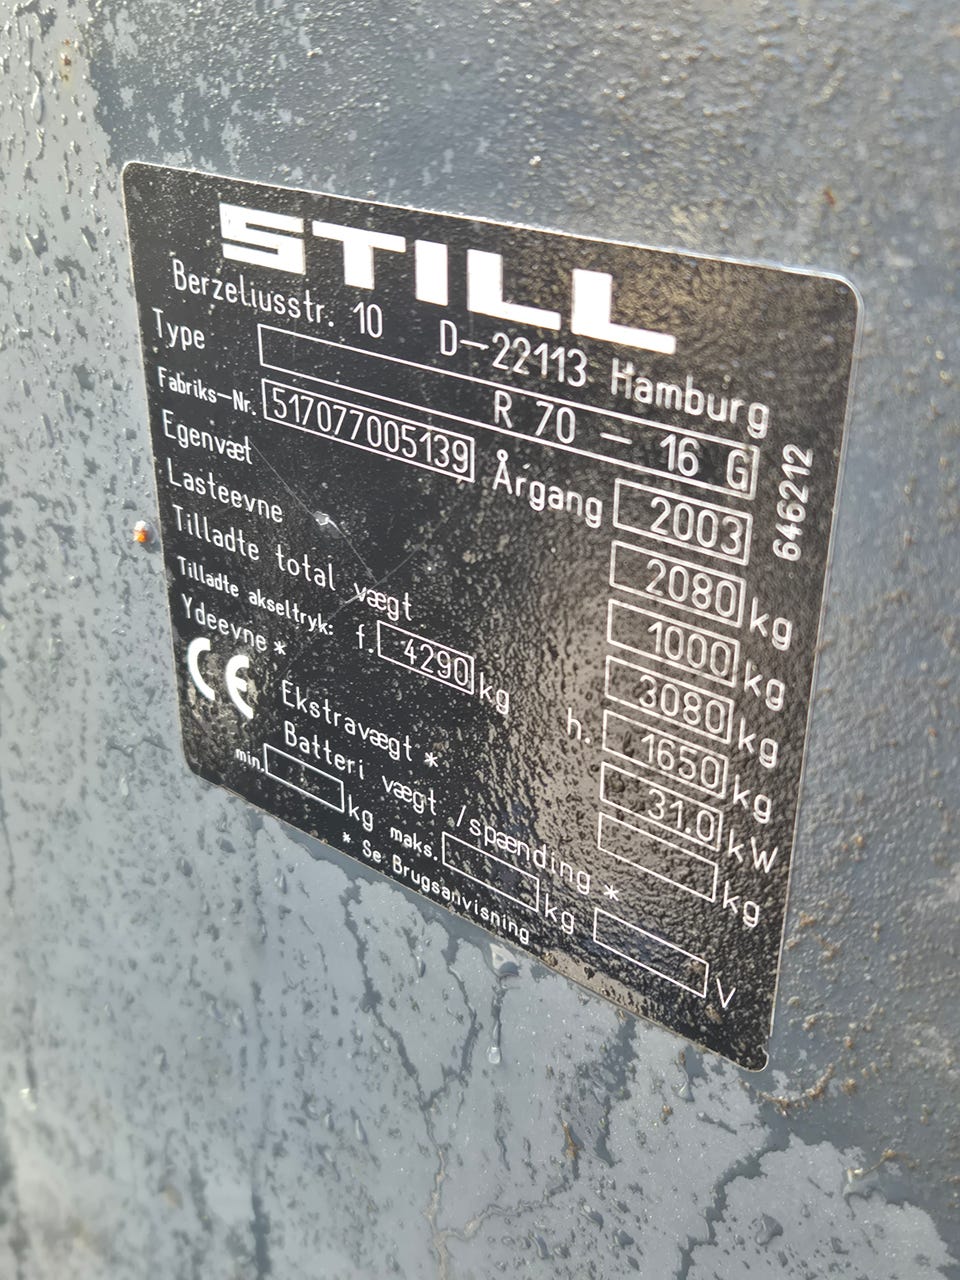 STILL
Berzeliusstr. 10 D-22113 Hamburg
Type R 70 - 16 G
Fabriks-Nr. 517077005139 Årgang 2003
Egenvæt 2080 kg
Lasteevne 1000 kg
Tilladte total vægt 3080 kg
Tilladte akseltryk: f. 4290 kg h. 1650 kg
Ydeevne * 31.0 kW
CE Ekstravægt * kg
Batteri vægt /spænding * V
min. kg maks. kg
* Se Brugsanvisning
646212